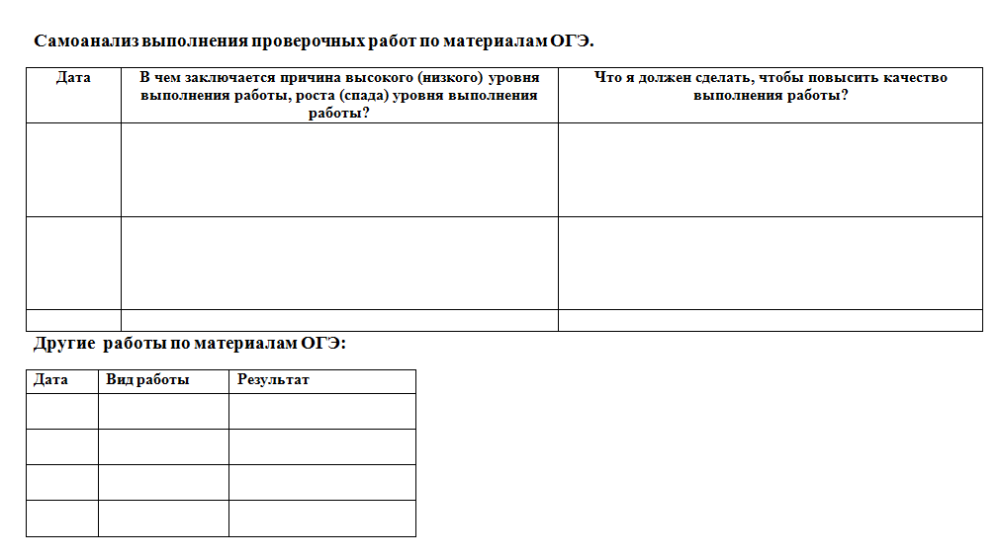 Самоанализ выполнения проверочных работ по материалам ОГЭ.
Дата
В чем заключается причина высокого (низкого) уровня
выполнения работы, роста (спада) уровня выполнения
работы?
Что я должен сделать, чтобы повысить качество
выполнения работы?
Другие работы по материалам ОГЭ:
Дата
Вид работы
Результат